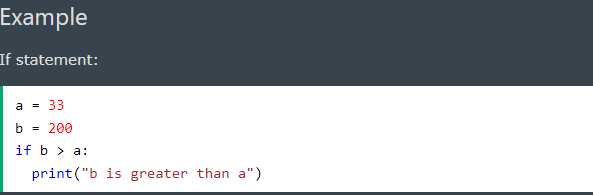 Example
If statement:
a = 33
b = 200
if b > a:
  print("b is greater than a")